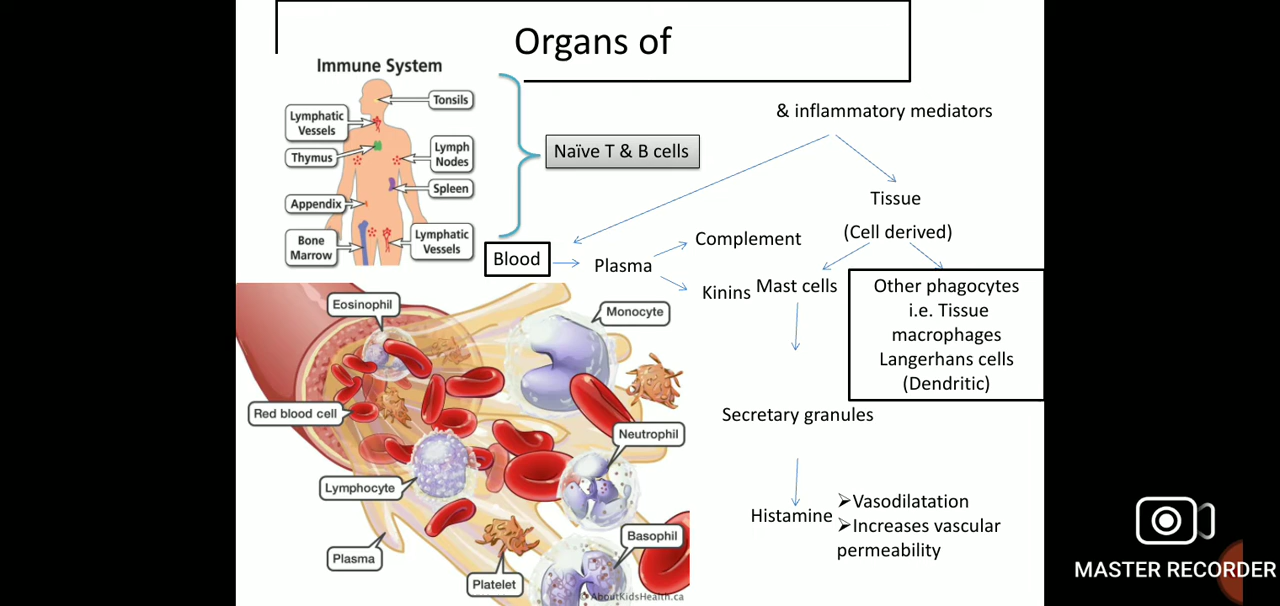 Organs of
Immune System
Tonsils
Lymphatic
Vessels
Thymus
Lymph
Nodes
Spleen
Appendix
Bone
Marrow
Lymphatic
Vessels
Naïve T & B cells
& inflammatory mediators
Tissue
(Cell derived)
Blood
Plasma
Complement
Kinins
Mast cells
Other phagocytes
i.e. Tissue
macrophages
Langerhans cells
(Dendritic)
Secretary granules
Histamine
➢Vasodilatation
➢Increases vascular
permeability
Eosinophil
Monocyte
Red blood cell
Neutrophil
Lymphocyte
Plasma
Basophil
Platelet
© AboutKidsHealth.ca
MASTER RECORDER